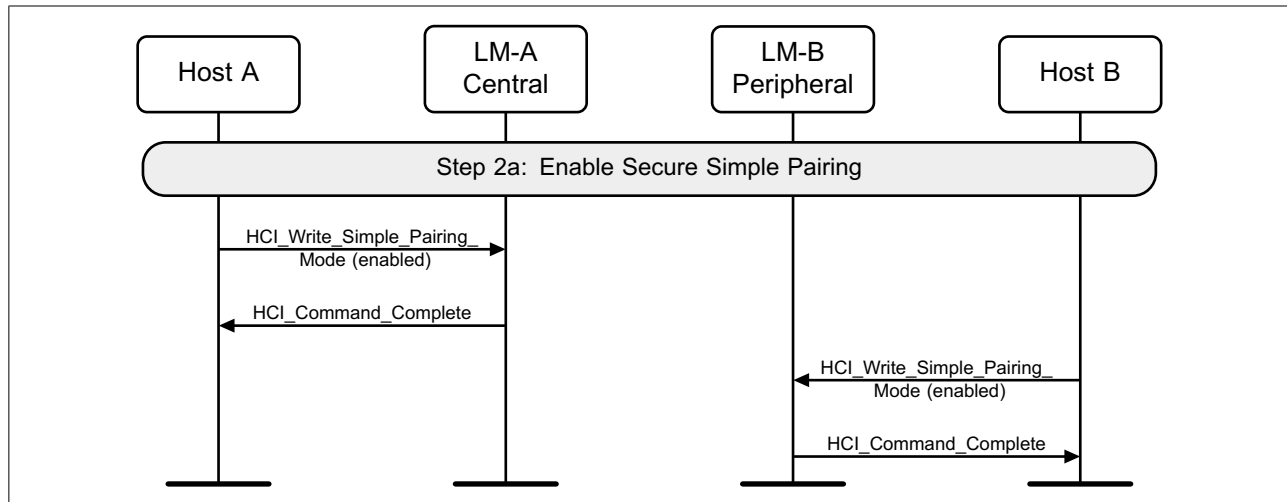 Host A
LM-A
Central
LM-B
Peripheral
Host B
Step 2a: Enable Secure Simple Pairing
HCI_Write_Simple_Pairing_
Mode (enabled)
HCI_Command_Complete
HCI_Write_Simple_Pairing_
Mode (enabled)
HCI_Command_Complete